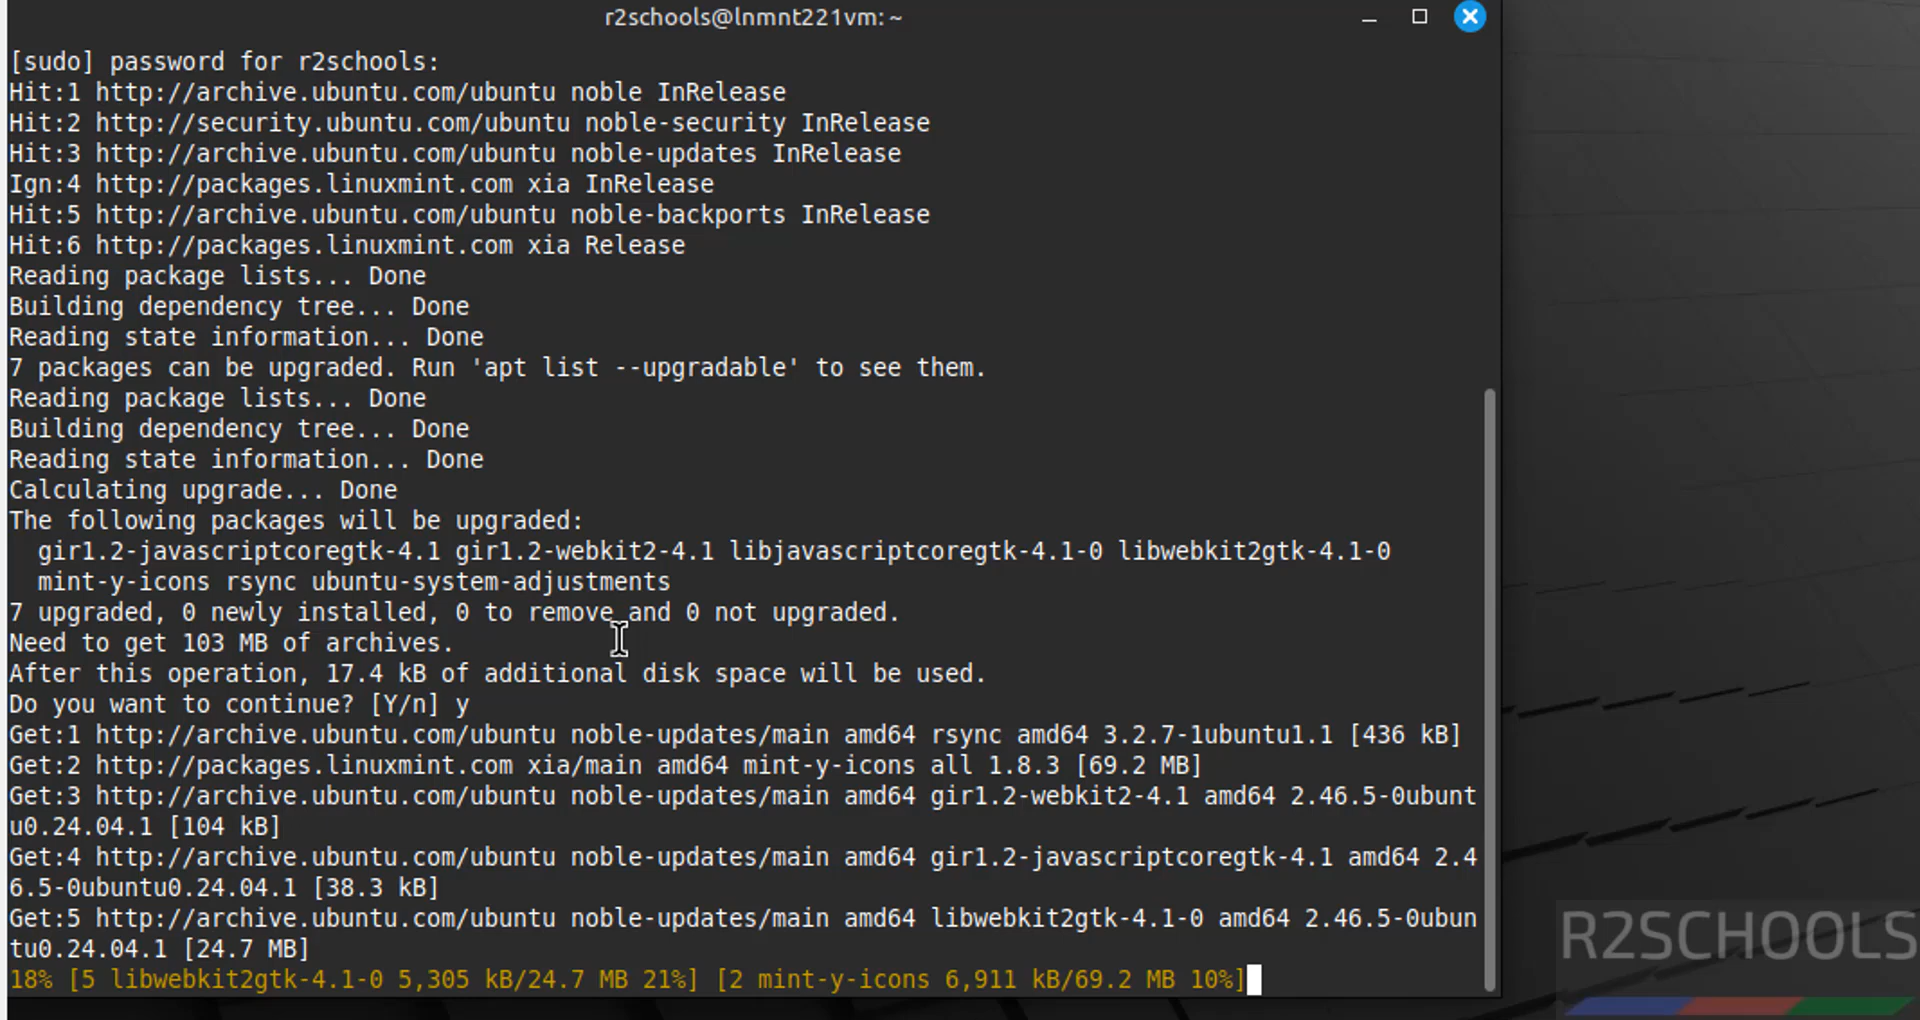 r2schools@lnmnt221vm: ~
[sudo] password for r2schools:
Hit:1 http://archive.ubuntu.com/ubuntu noble InRelease
Hit:2 http://security.ubuntu.com/ubuntu noble-security InRelease
Hit:3 http://archive.ubuntu.com/ubuntu noble-updates InRelease
Ign:4 http://packages.linuxmint.com xia InRelease
Hit:5 http://archive.ubuntu.com/ubuntu noble-backports InRelease
Hit:6 http://packages.linuxmint.com xia Release
Reading package lists... Done
Building dependency tree... Done
Reading state information... Done
7 packages can be upgraded. Run 'apt list --upgradable' to see them.
Reading package lists... Done
Building dependency tree... Done
Reading state information... Done
Calculating upgrade... Done
The following packages will be upgraded:
  gir1.2-javascriptcoregtk-4.1 gir1.2-webkit2-4.1 libjavascriptcoregtk-4.1-0 libwebkit2gtk-4.1-0
  mint-y-icons rsync ubuntu-system-adjustments
7 upgraded, 0 newly installed, 0 to remove and 0 not upgraded.
Need to get 103 MB of archives.
After this operation, 17.4 kB of additional disk space will be used.
Do you want to continue? [Y/n] y
Get:1 http://archive.ubuntu.com/ubuntu noble-updates/main amd64 rsync amd64 3.2.7-1ubuntu1.1 [436 kB]
Get:2 http://packages.linuxmint.com xia/main amd64 mint-y-icons all 1.8.3 [69.2 MB]
Get:3 http://archive.ubuntu.com/ubuntu noble-updates/main amd64 gir1.2-webkit2-4.1 amd64 2.46.5-0ubunt
u0.24.04.1 [104 kB]
Get:4 http://archive.ubuntu.com/ubuntu noble-updates/main amd64 gir1.2-javascriptcoregtk-4.1 amd64 2.4
6.5-0ubuntu0.24.04.1 [38.3 kB]
Get:5 http://archive.ubuntu.com/ubuntu noble-updates/main amd64 libwebkit2gtk-4.1-0 amd64 2.46.5-0ubun
tu0.24.04.1 [24.7 MB]
18% [5 libwebkit2gtk-4.1-0 5,305 kB/24.7 MB 21%] [2 mint-y-icons 6,911 kB/69.2 MB 10%]
R2SCHOOLS